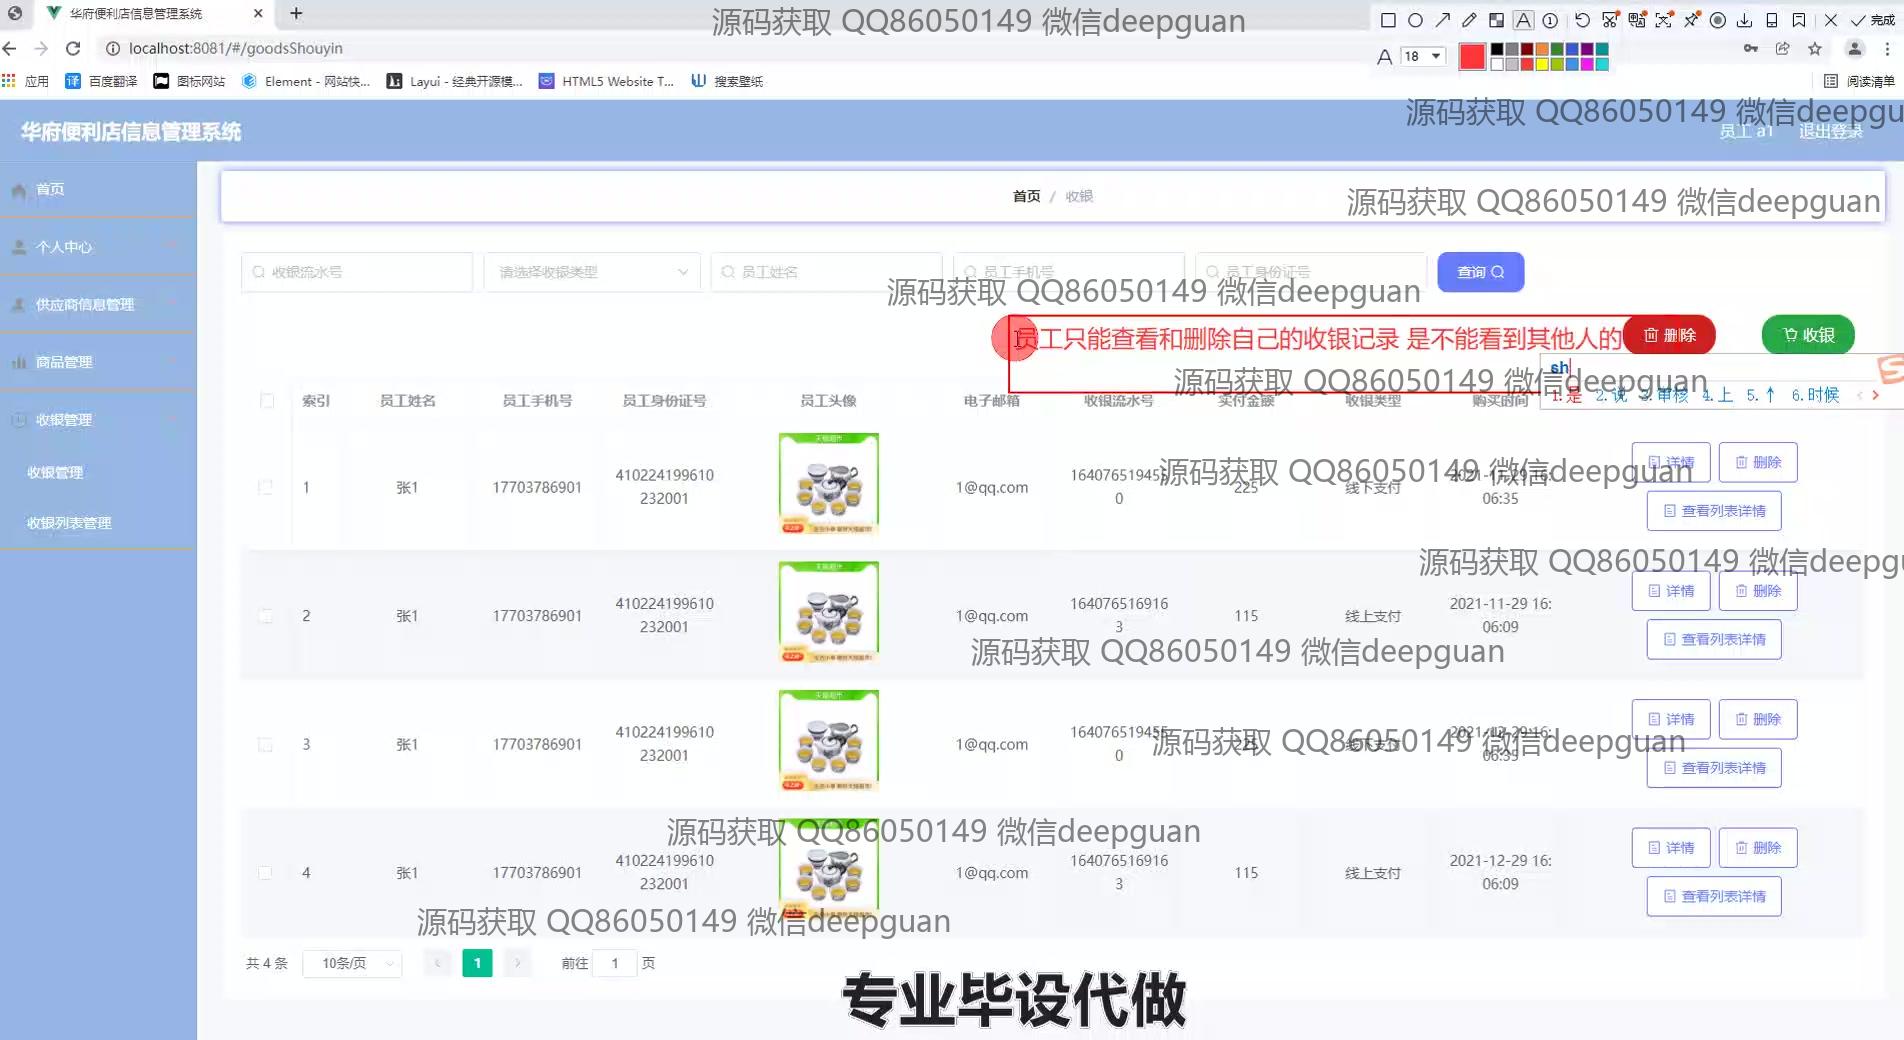 华府便利店信息管理系统
源码获取 QQ86050149 微信deepguan
完成
localhost:8081/#/goodsShouyin
A 18
应用 百度翻译 图标网站 Element - 网站快... Layui - 经典开源模... HTML5 Website T... 搜索壁纸 阅读清单
源码获取 QQ86050149 微信deepgu
华府便利店信息管理系统
员工 a1 退出登录
首页
首页 / 收银
源码获取 QQ86050149 微信deepguan
个人中心
收银流水号 请选择收银类型 员工姓名 员工手机号 员工身份证号 查询
源码获取 QQ86050149 微信deepguan
供应商信息管理
员工只能查看和删除自己的收银记录 是不能看到其他人的
删除 收银
商品管理
sh
源码获取 QQ86050149 微信deepguan
1.是 2.说 3.审核 4.上 5.个 6.时候
索引 员工姓名 员工手机号 员工身份证号 员工头像 电子邮箱 收银流水号 实付金额 收银类型 购买时间
收银管理
收银管理
收银列表管理
1 张1 17703786901 410224199610232001 1@qq.com 1640765194550 225 线下支付 2021-11-29 16:06:35 详情 删除
源码获取 QQ86050149 微信deepguan
查看列表详情
源码获取 QQ86050149 微信deepgu
2 张1 17703786901 410224199610232001 1@qq.com 1640765169163 115 线上支付 2021-11-29 16:06:09 详情 删除
查看列表详情
源码获取 QQ86050149 微信deepguan
3 张1 17703786901 410224199610232001 1@qq.com 1640765194550 225 线下支付 2021-12-29 16:06:35 详情 删除
源码获取 QQ86050149 微信deepguan
查看列表详情
源码获取 QQ86050149 微信deepguan
4 张1 17703786901 410224199610232001 1@qq.com 1640765169163 115 线上支付 2021-12-29 16:06:09 详情 删除
查看列表详情
源码获取 QQ86050149 微信deepguan
共 4 条 10条/页 1 前往 1 页
专业毕设代做